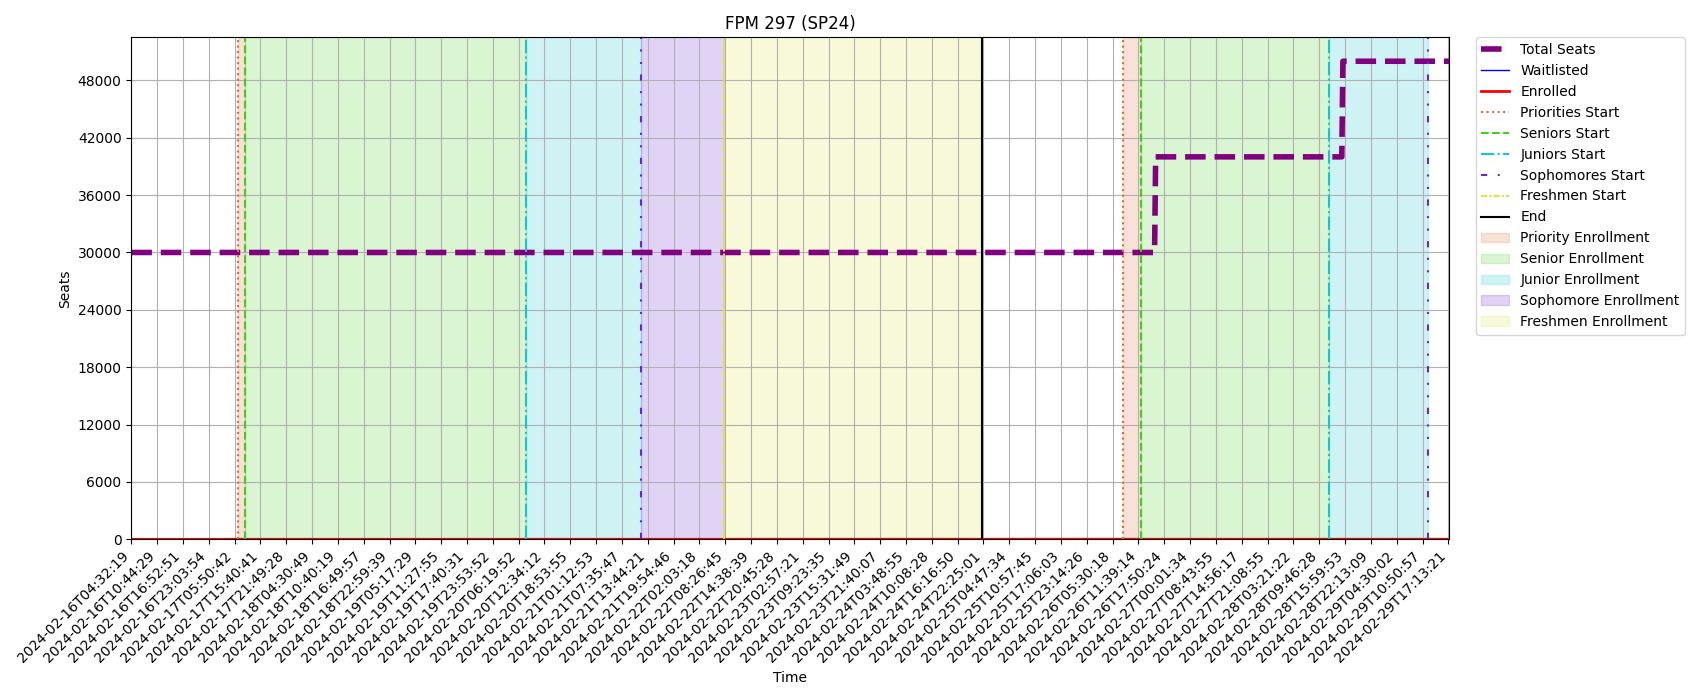 FPM 297 (SP24)
Seats
48000
42000
36000
30000
24000
18000
12000
6000
0
2024-02-16T04:32:19
2024-02-16T10:44:29
2024-02-16T16:52:51
2024-02-16T23:03:54
2024-02-17T05:50:42
2024-02-17T15:40:41
2024-02-17T21:49:28
2024-02-18T04:30:49
2024-02-18T10:40:19
2024-02-18T16:49:57
2024-02-18T22:59:39
2024-02-19T05:17:29
2024-02-19T11:27:55
2024-02-19T17:40:31
2024-02-19T23:53:52
2024-02-20T06:19:52
2024-02-20T12:34:12
2024-02-20T18:53:55
2024-02-21T01:12:53
2024-02-21T07:35:47
2024-02-21T13:44:21
2024-02-21T19:54:46
2024-02-22T02:03:18
2024-02-22T08:26:45
2024-02-22T14:38:39
2024-02-22T20:45:28
2024-02-23T02:57:21
2024-02-23T09:23:35
2024-02-23T15:31:49
2024-02-23T21:40:07
2024-02-24T03:48:55
2024-02-24T10:08:28
2024-02-24T16:16:50
2024-02-24T22:25:01
2024-02-25T04:47:34
2024-02-25T10:57:45
2024-02-25T17:06:03
2024-02-25T23:14:26
2024-02-26T05:30:18
2024-02-26T11:39:14
2024-02-26T17:50:24
2024-02-27T00:01:34
2024-02-27T08:43:55
2024-02-27T14:56:17
2024-02-27T21:08:55
2024-02-28T03:21:22
2024-02-28T09:46:28
2024-02-28T15:59:53
2024-02-28T22:13:09
2024-02-29T04:30:02
2024-02-29T10:50:57
2024-02-29T17:13:21
Time
Total Seats
Waitlisted
Enrolled
Priorities Start
Seniors Start
Juniors Start
Sophomores Start
Freshmen Start
End
Priority Enrollment
Senior Enrollment
Junior Enrollment
Sophomore Enrollment
Freshmen Enrollment